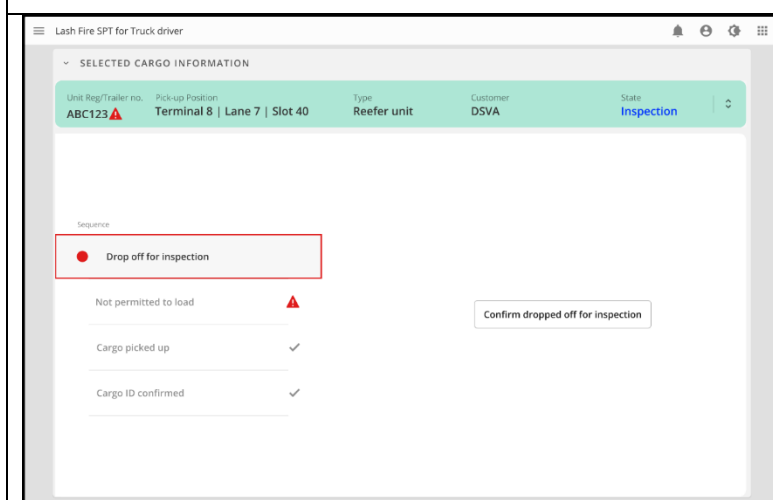 Lash Fire SPT for Truck driver
SELECTED CARGO INFORMATION
Unit Reg/Trailer no. Pick-up Position Type Customer State
ABC123 Terminal 8 | Lane 7 | Slot 40 Reefer unit DSVA Inspection
Sequence
Drop off for inspection
Not permitted to load
Confirm dropped off for inspection
Cargo picked up
Cargo ID confirmed